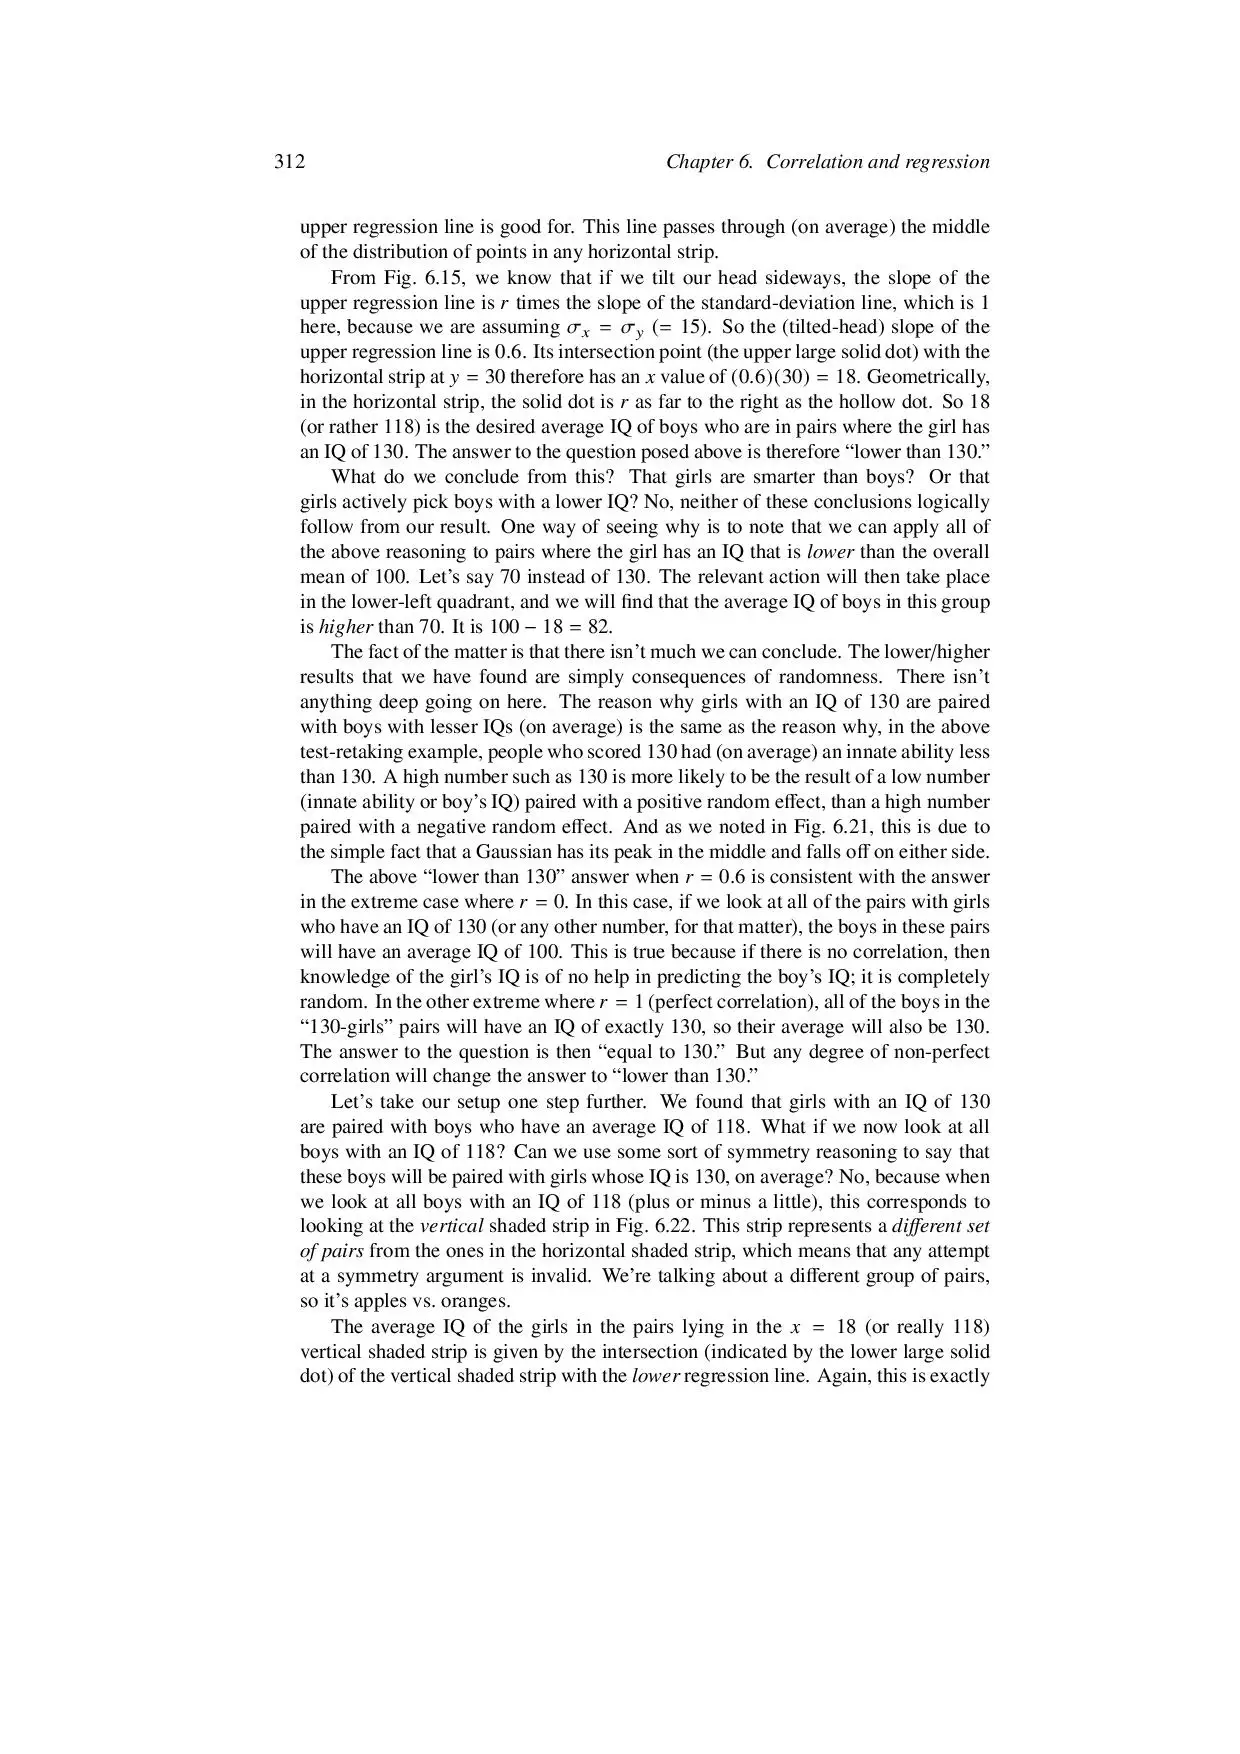 312
Chapter 6. Correlation and regression
upper regression line is good for. This line passes through (on average) the middle
of the distribution of points in any horizontal strip.
From Fig. 6.15, we know that if we tilt our head sideways, the slope of the
upper regression line is r times the slope of the standard-deviation line, which is 1
here, because we are assuming σx = σy (= 15). So the (tilted-head) slope of the
upper regression line is 0.6. Its intersection point (the upper large solid dot) with the
horizontal strip at y = 30 therefore has an x value of (0.6)(30) = 18. Geometrically,
in the horizontal strip, the solid dot is r as far to the right as the hollow dot. So 18
(or rather 118) is the desired average IQ of boys who are in pairs where the girl has
an IQ of 130. The answer to the question posed above is therefore “lower than 130.”
What do we conclude from this? That girls are smarter than boys? Or that
girls actively pick boys with a lower IQ? No, neither of these conclusions logically
follow from our result. One way of seeing why is to note that we can apply all of
the above reasoning to pairs where the girl has an IQ that is lower than the overall
mean of 100. Let’s say 70 instead of 130. The relevant action will then take place
in the lower-left quadrant, and we will find that the average IQ of boys in this group
is higher than 70. It is 100 − 18 = 82.
The fact of the matter is that there isn’t much we can conclude. The lower/higher
results that we have found are simply consequences of randomness. There isn’t
anything deep going on here. The reason why girls with an IQ of 130 are paired
with boys with lesser IQs (on average) is the same as the reason why, in the above
test-retaking example, people who scored 130 had (on average) an innate ability less
than 130. A high number such as 130 is more likely to be the result of a low number
(innate ability or boy’s IQ) paired with a positive random effect, than a high number
paired with a negative random effect. And as we noted in Fig. 6.21, this is due to
the simple fact that a Gaussian has its peak in the middle and falls off on either side.
The above “lower than 130” answer when r = 0.6 is consistent with the answer
in the extreme case where r = 0. In this case, if we look at all of the pairs with girls
who have an IQ of 130 (or any other number, for that matter), the boys in these pairs
will have an average IQ of 100. This is true because if there is no correlation, then
knowledge of the girl’s IQ is of no help in predicting the boy’s IQ; it is completely
random. In the other extreme where r = 1 (perfect correlation), all of the boys in the
“130-girls” pairs will have an IQ of exactly 130, so their average will also be 130.
The answer to the question is then “equal to 130.” But any degree of non-perfect
correlation will change the answer to “lower than 130.”
Let’s take our setup one step further. We found that girls with an IQ of 130
are paired with boys who have an average IQ of 118. What if we now look at all
boys with an IQ of 118? Can we use some sort of symmetry reasoning to say that
these boys will be paired with girls whose IQ is 130, on average? No, because when
we look at all boys with an IQ of 118 (plus or minus a little), this corresponds to
looking at the vertical shaded strip in Fig. 6.22. This strip represents a different set
of pairs from the ones in the horizontal shaded strip, which means that any attempt
at a symmetry argument is invalid. We’re talking about a different group of pairs,
so it’s apples vs. oranges.
The average IQ of the girls in the pairs lying in the x = 18 (or really 118)
vertical shaded strip is given by the intersection (indicated by the lower large solid
dot) of the vertical shaded strip with the lower regression line. Again, this is exactly